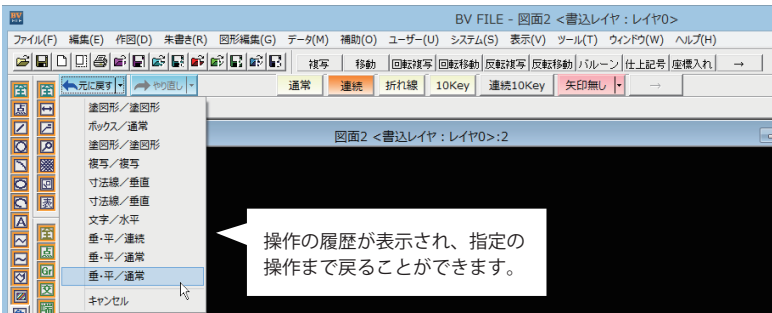 BV FILE - 図面2 <書込レイヤ：レイヤ0>
ファイル(F) 編集(E) 作図(D) 朱書き(R) 図形編集(G) データ(M) 補助(O) ユーザー(U) システム(S) 表示(V) ツール(T) ウィンドウ(W) ヘルプ(H)
複写 移動 回転複写 回転移動 反転複写 反転移動 バルーン 仕上記号 座標入れ →
元に戻す やり直し 通常 連続 折れ線 10Key 連続10Key 矢印無し →
図面2 <書込レイヤ：レイヤ0>:2
塗図形／塗図形
ボックス／通常
塗図形／塗図形
複写／複写
寸法線／垂直
寸法線／垂直
文字／水平
垂･平／連続
垂･平／通常
垂･平／通常
キャンセル
操作の履歴が表示され、指定の
操作まで戻ることができます。